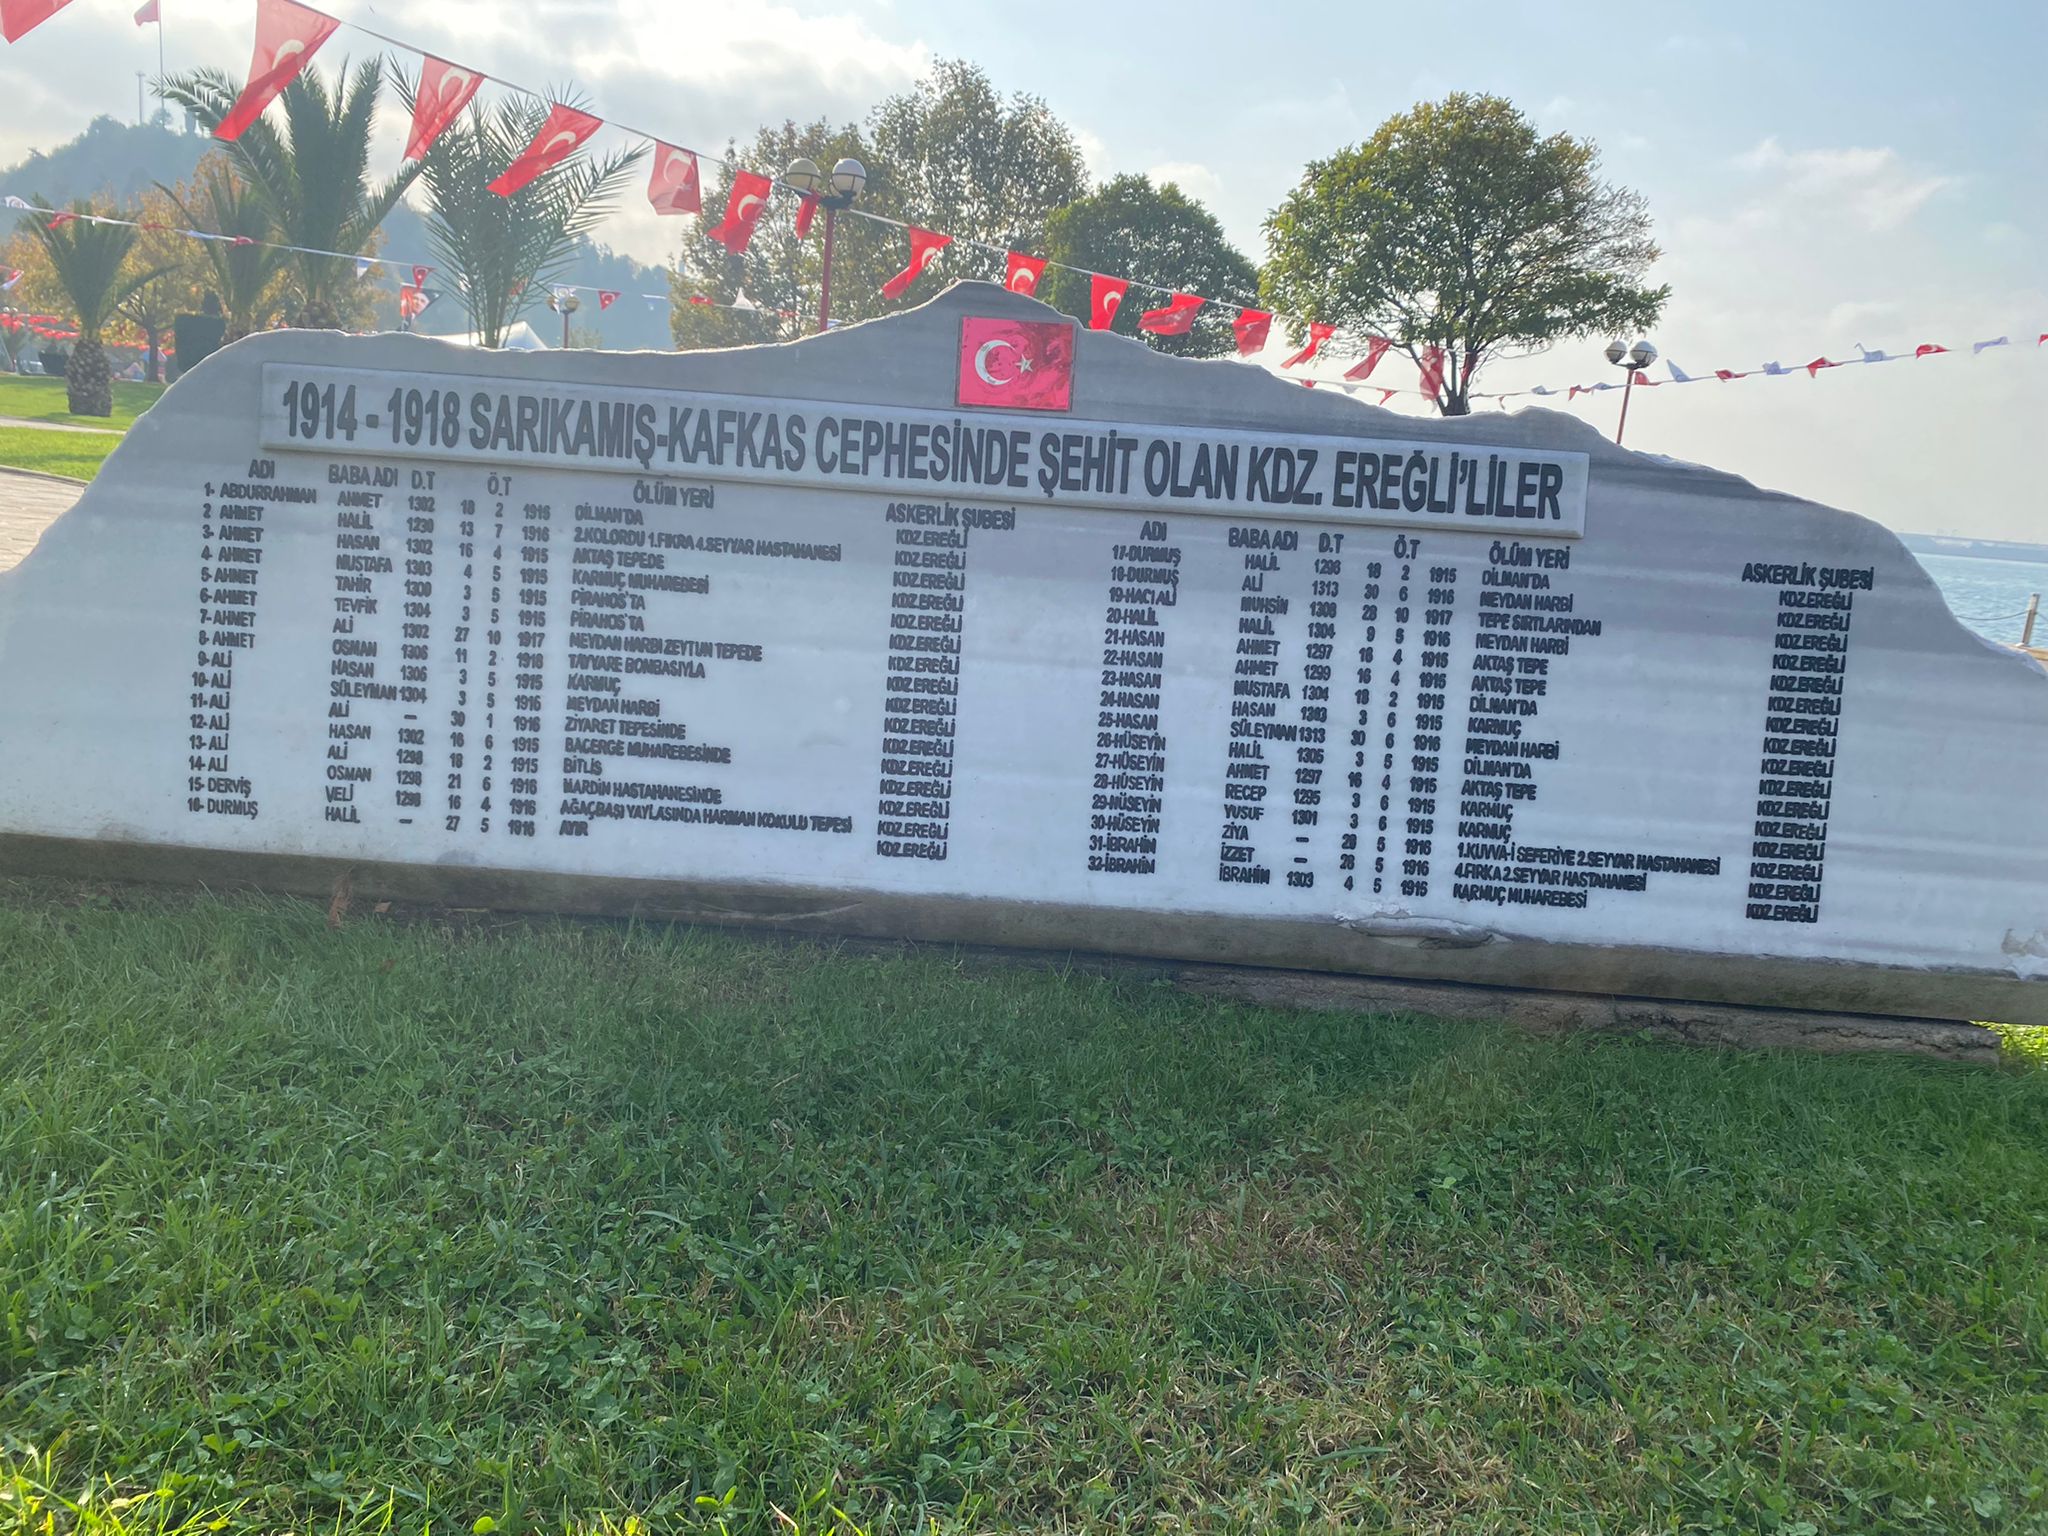 1914 - 1918 SARIKAMIŞ-KAFKAS CEPHESİNDE ŞEHİT OLAN KDZ. EREĞLİ'LİLER
ADI BABA ADI D.T Ö.T ÖLÜM YERİ ASKERLİK ŞUBESİ
1- ABDURRAHMAN AHMET 1302 18 2 1916 DİLMAN'DA KDZ.EREĞLİ
2 AHMET HALİL 1230 13 7 1916 2.KOLORDU 1.FIKRA 4.SEYYAR HASTAHANESİ KDZ.EREĞLİ
3- AHMET HASAN 1302 16 4 1915 AKTAŞ TEPEDE KDZ.EREĞLİ
4- AHMET MUSTAFA 1303 4 5 1915 KARMUÇ MUHAREBESİ KDZ.EREĞLİ
5- AHMET TAHİR 1300 3 5 1915 PİRAHOS'TA KDZ.EREĞLİ
6- AHMET TEVFİK 1304 3 5 1915 PİRAHOS'TA KDZ.EREĞLİ
7- AHMET ALİ 1302 27 10 1917 MEYDAN HARBİ ZEYTUN TEPEDE KDZ.EREĞLİ
8- AHMET OSMAN 1306 11 2 1916 TAYYARE BOMBASIYLA KDZ.EREĞLİ
9- ALİ HASAN 1306 3 5 1915 KARMUÇ KDZ.EREĞLİ
10- ALİ SÜLEYMAN 1304 3 5 1916 MEYDAN HARBİ KDZ.EREĞLİ
11- ALİ ALİ – 30 1 1916 ZİYARET TEPESİNDE KDZ.EREĞLİ
12- ALİ HASAN 1302 16 6 1915 BACERGE MUHAREBESİNDE KDZ.EREĞLİ
13- ALİ ALİ 1298 18 2 1915 BİTLİS KDZ.EREĞLİ
14- ALİ OSMAN 1298 21 6 1916 MARDİN HASTAHANESİNDE KDZ.EREĞLİ
15- DERVİŞ VELİ 1298 16 4 1916 AĞAÇBAŞI YAYLASINDA HARMAN KOKULU TEPESİ KDZ.EREĞLİ
16- DURMUŞ HALİL – 27 5 1916 AYIR KDZ.EREĞLİ
ADI BABA ADI D.T Ö.T ÖLÜM YERİ ASKERLİK ŞUBESİ
17-DURMUŞ HALİL 1298 18 2 1915 DİLMAN'DA KDZ.EREĞLİ
18-DURMUŞ ALİ 1313 30 6 1916 MEYDAN HARBİ KDZ.EREĞLİ
19-HACI ALİ MUHSİN 1308 28 10 1917 TEPE SIRTLARINDAN KDZ.EREĞLİ
20-HALİL HALİL 1304 9 5 1916 MEYDAN HARBİ KDZ.EREĞLİ
21-HASAN AHMET 1297 16 4 1915 AKTAŞ TEPE KDZ.EREĞLİ
22-HASAN AHMET 1299 16 4 1915 AKTAŞ TEPE KDZ.EREĞLİ
23-HASAN MUSTAFA 1304 18 2 1915 DİLMAN'DA KDZ.EREĞLİ
24-HASAN HASAN 1303 3 6 1915 KARMUÇ KDZ.EREĞLİ
25-HASAN SÜLEYMAN 1313 30 6 1916 MEYDAN HARBİ KDZ.EREĞLİ
26-HÜSEYİN HALİL 1305 3 5 1915 DİLMAN'DA KDZ.EREĞLİ
27-HÜSEYİN AHMET 1297 16 4 1915 AKTAŞ TEPE KDZ.EREĞLİ
28-HÜSEYİN RECEP 1295 3 6 1915 KARMUÇ KDZ.EREĞLİ
29-HÜSEYİN YUSUF 1301 3 6 1915 KARMUÇ KDZ.EREĞLİ
30-HÜSEYİN ZİYA – 28 5 1916 1.KUVVA-İ SEFERİYE 2.SEYYAR HASTAHANESİ KDZ.EREĞLİ
31-İBRAHİM İZZET – 28 5 1916 4.FIRKA 2.SEYYAR HASTAHANESİ KDZ.EREĞLİ
32-İBRAHİM İBRAHİM 1303 4 5 1915 KARMUÇ MUHAREBESİ KDZ.EREĞLİ